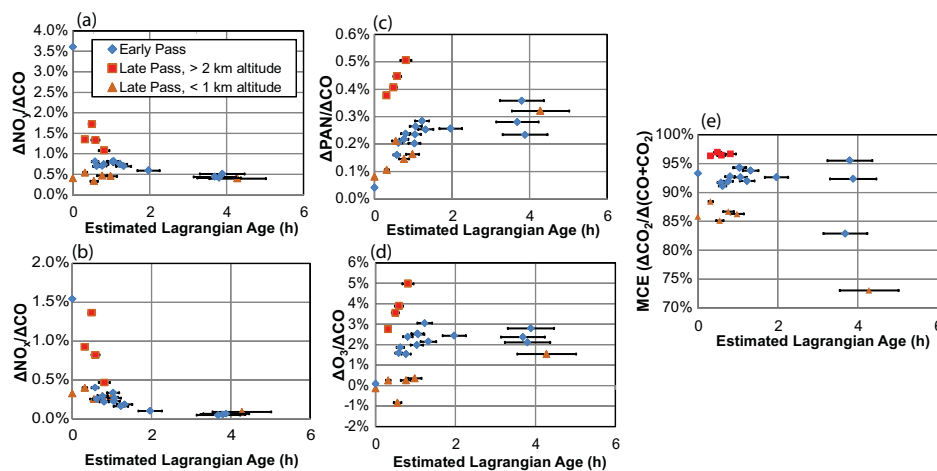 (a)
4.0%
3.5%
3.0%
2.5%
2.0%
1.5%
1.0%
0.5%
0.0%
ΔNOy/ΔCO
Early Pass
Late Pass, > 2 km altitude
Late Pass, < 1 km altitude
0 2 4 6
Estimated Lagrangian Age (h)
(b)
2.0%
1.5%
1.0%
0.5%
0.0%
ΔNOx/ΔCO
0 2 4 6
Estimated Lagrangian Age (h)
(c)
0.6%
0.5%
0.4%
0.3%
0.2%
0.1%
0.0%
ΔPAN/ΔCO
0 2 4 6
Estimated Lagrangian Age (h)
(d)
6%
5%
4%
3%
2%
1%
0%
-1%
-2%
ΔO3/ΔCO
0 2 4 6
Estimated Lagrangian Age (h)
(e)
100%
95%
90%
85%
80%
75%
70%
MCE (ΔCO2/Δ(CO+CO2)
0 2 4 6
Estimated Lagrangian Age (h)